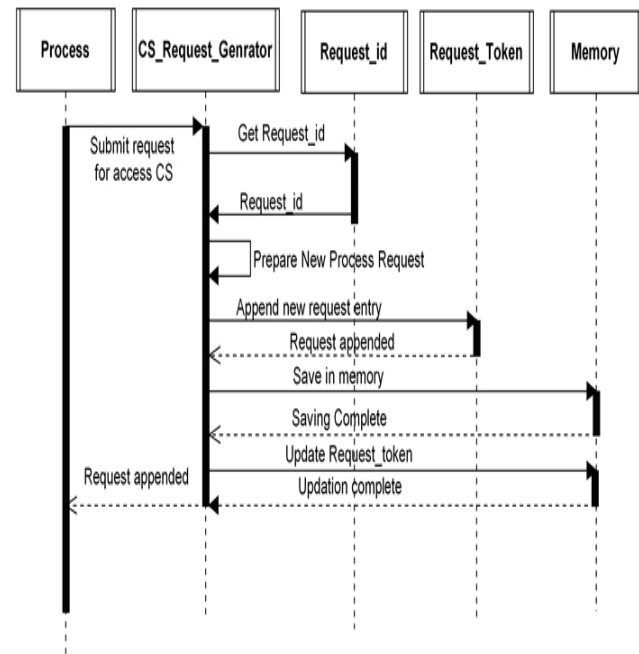 Process
CS_Request_Genrator
Request_id
Request_Token
Memory
Submit request
for access CS
Get Request_id
Request_id
Prepare New Process Request
Append new request entry
Request appended
Save in memory
Saving Complete
Update Request_token
Request appended
Updation complete